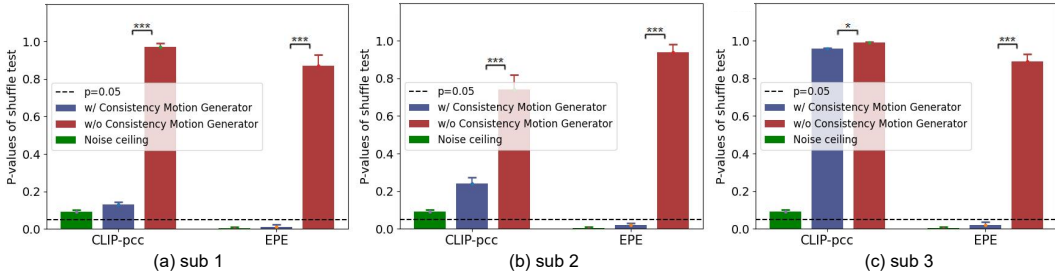 P-values of shuffle test
1.0
0.8
0.6
0.4
0.2
0.0
***
***
p=0.05
w/ Consistency Motion Generator
w/o Consistency Motion Generator
Noise ceiling
CLIP-pcc
EPE
(a) sub 1
P-values of shuffle test
1.0
0.8
0.6
0.4
0.2
0.0
***
***
p=0.05
w/ Consistency Motion Generator
w/o Consistency Motion Generator
Noise ceiling
CLIP-pcc
EPE
(b) sub 2
P-values of shuffle test
1.0
0.8
0.6
0.4
0.2
0.0
*
***
p=0.05
w/ Consistency Motion Generator
w/o Consistency Motion Generator
Noise ceiling
CLIP-pcc
EPE
(c) sub 3